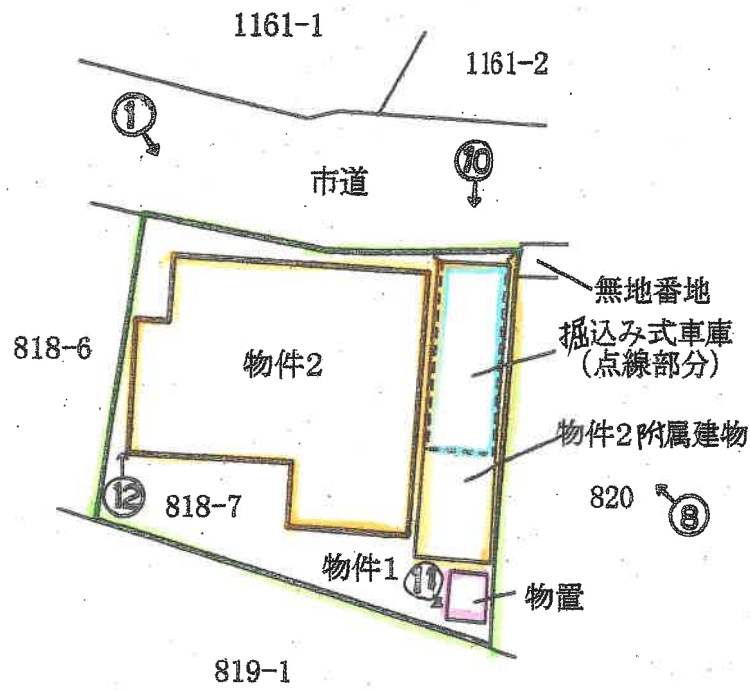 1161-1
1161-2
①
⑩
市道
無地番地
掘込み式車庫
(点線部分)
818-6
物件2
物件2附属建物
⑫
818-7
820
⑧
物件1
⑪
物置
819-1